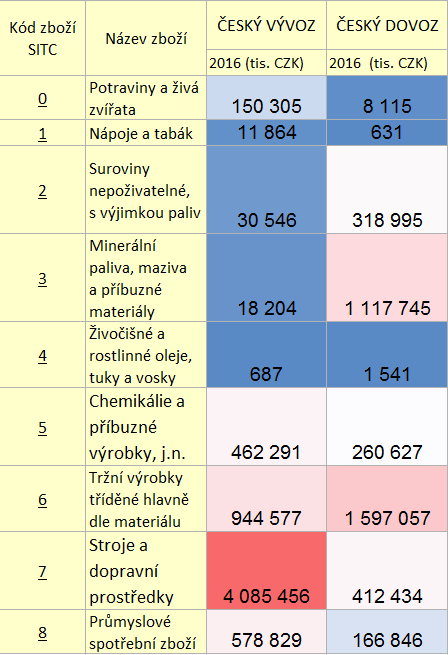 Kód zboží
SITC
Název zboží
ČESKÝ VÝVOZ
ČESKÝ DOVOZ
2016 (tis. CZK)
2016 (tis. CZK)
0
Potraviny a živá
zvířata
150 305
8 115
1
Nápoje a tabák
11 864
631
2
Suroviny
nepoživatelné,
s výjimkou paliv
30 546
318 995
3
Minerální
paliva, maziva
a příbuzné
materiály
18 204
1 117 745
4
Živočišné a
rostlinné oleje,
tuky a vosky
687
1 541
5
Chemikálie a
příbuzné
výrobky, j.n.
462 291
260 627
6
Tržní výrobky
tříděné hlavně
dle materiálu
944 577
1 597 057
7
Stroje a
dopravní
prostředky
4 085 456
412 434
8
Průmyslové
spotřební zboží
578 829
166 846